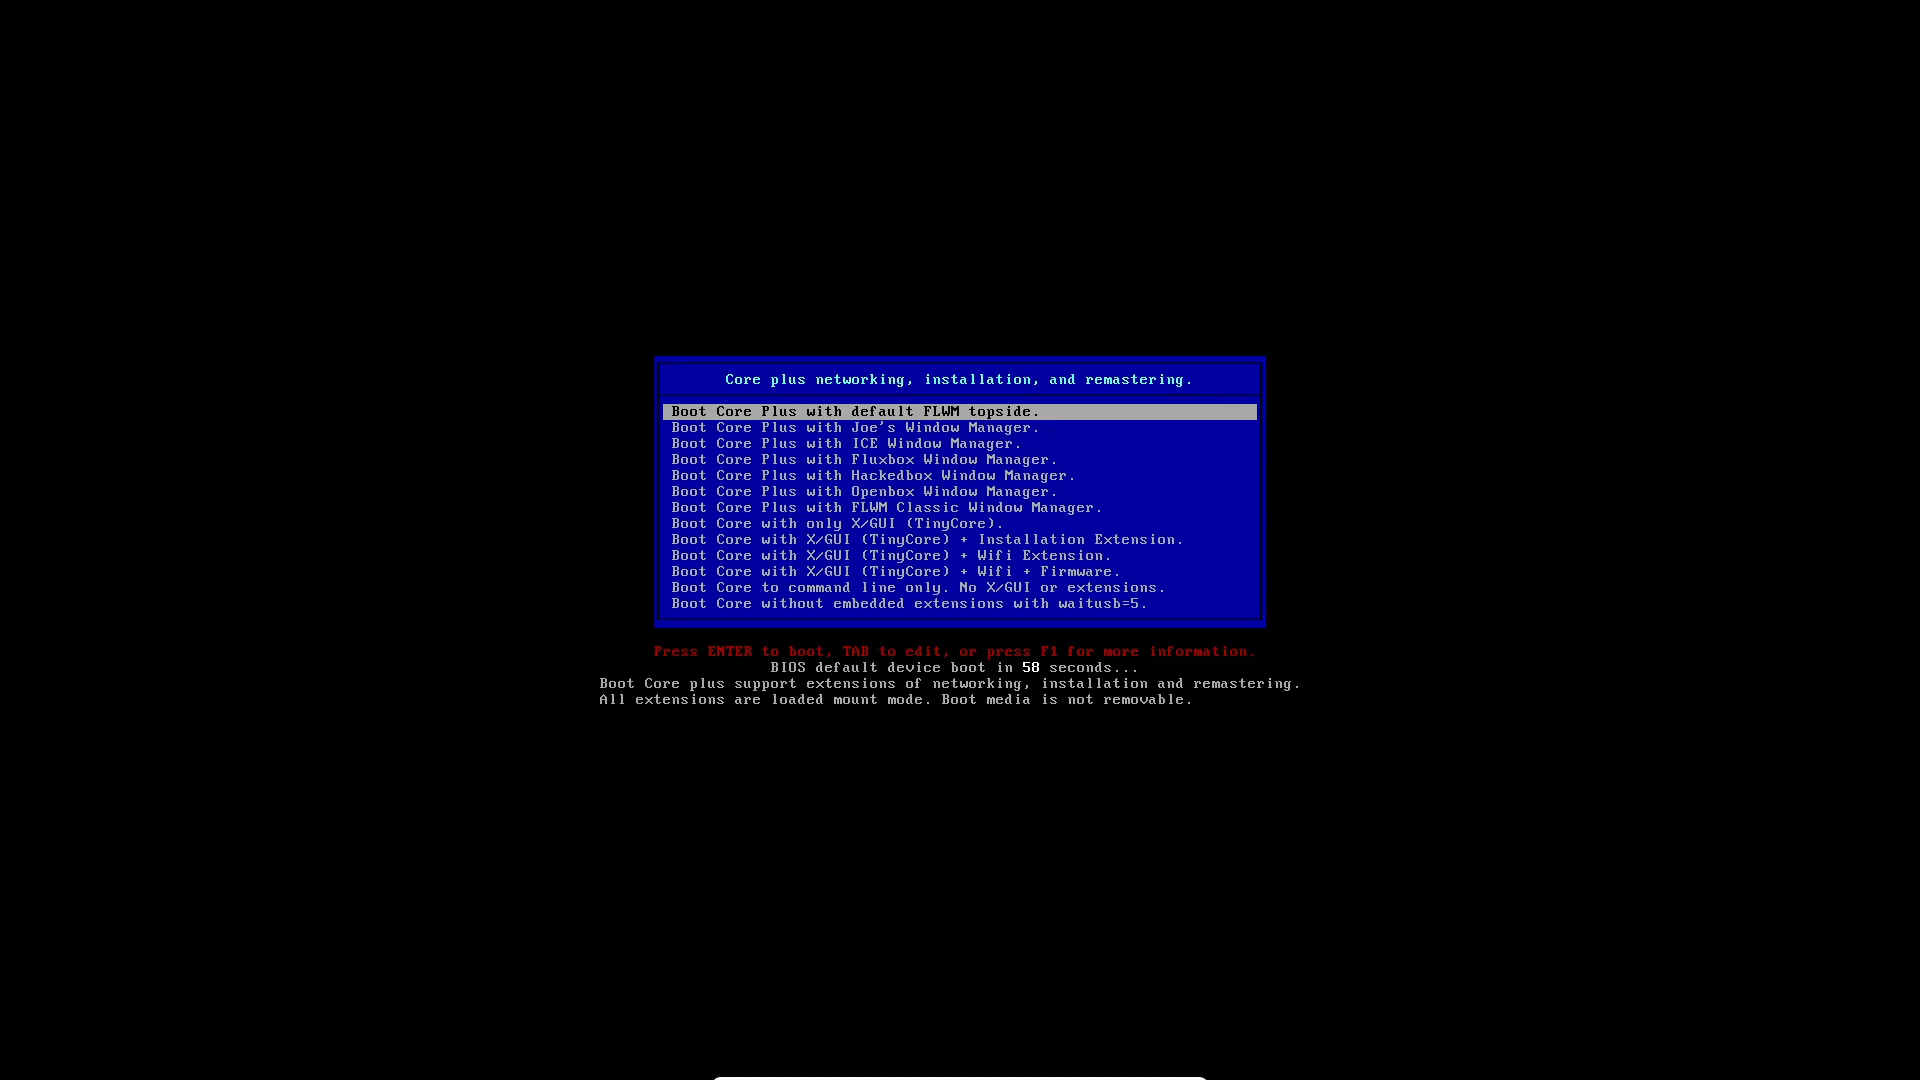 Core plus networking, installation, and remastering.
Boot Core Plus with default FLWM topside.
Boot Core Plus with Joe's Window Manager.
Boot Core Plus with ICE Window Manager.
Boot Core Plus with Fluxbox Window Manager.
Boot Core Plus with Hackedbox Window Manager.
Boot Core Plus with Openbox Window Manager.
Boot Core Plus with FLWM Classic Window Manager.
Boot Core with only X/GUI (TinyCore).
Boot Core with X/GUI (TinyCore) + Installation Extension.
Boot Core with X/GUI (TinyCore) + Wifi Extension.
Boot Core with X/GUI (TinyCore) + Wifi + Firmware.
Boot Core to command line only. No X/GUI or extensions.
Boot Core without embedded extensions with waitusb=5.
Press ENTER to boot, TAB to edit, or press F1 for more information.
BIOS default device boot in 58 seconds...
Boot Core plus support extensions of networking, installation and remastering.
All extensions are loaded mount mode. Boot media is not removable.